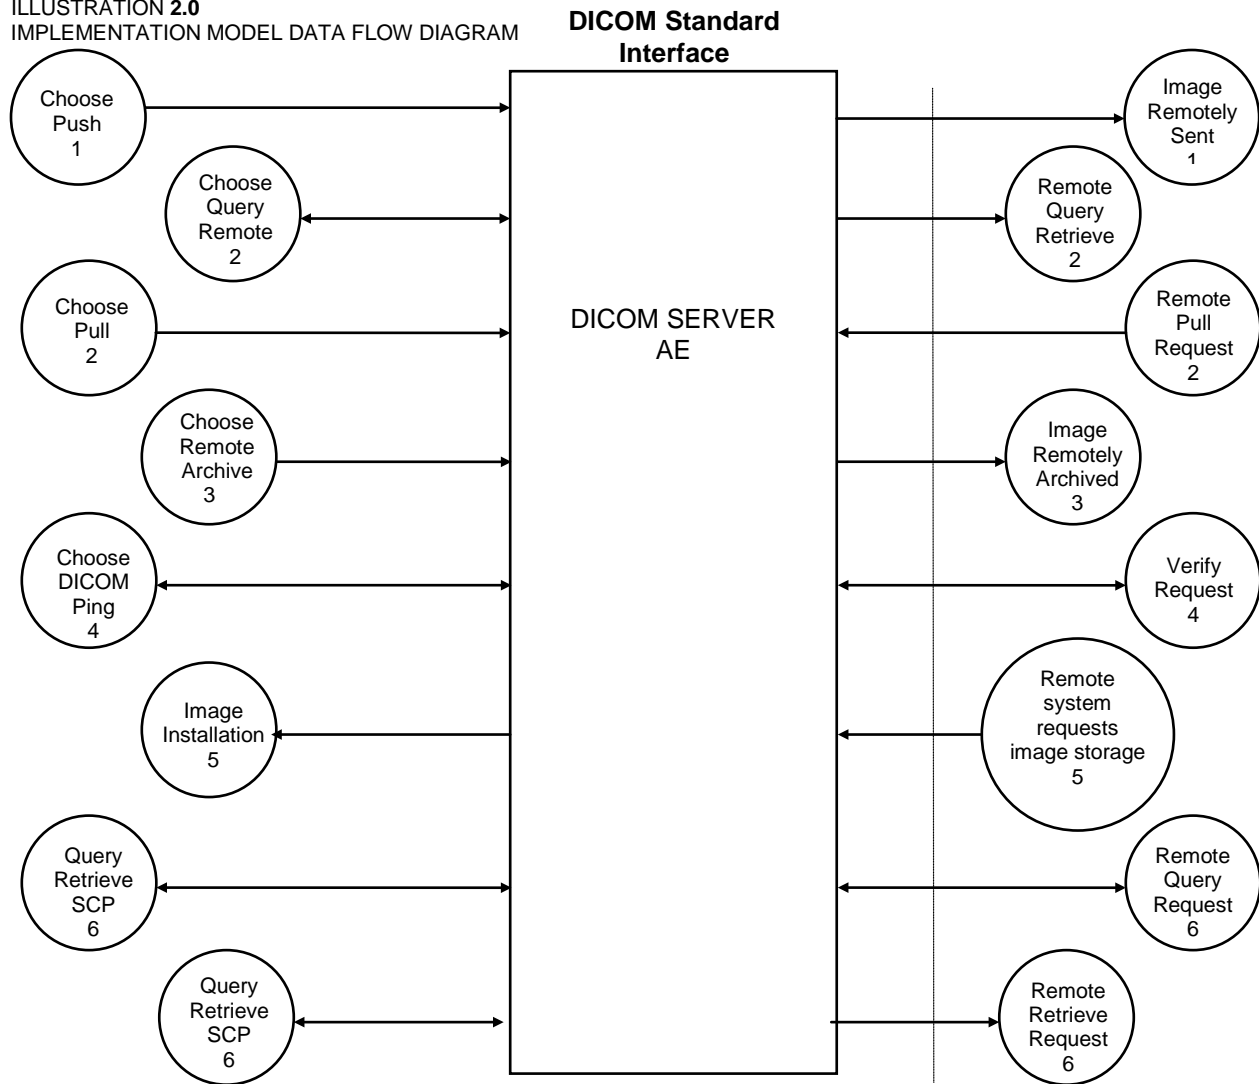 ILLUSTRATION 2.0
IMPLEMENTATION MODEL DATA FLOW DIAGRAM
DICOM Standard
Interface
Choose
Push
1
Image
Remotely
Sent
1
Choose
Query
Remote
2
Remote
Query
Retrieve
2
Choose
Pull
2
DICOM SERVER
AE
Remote
Pull
Request
2
Choose
Remote
Archive
3
Image
Remotely
Archived
3
Choose
DICOM
Ping
4
Verify
Request
4
Image
Installation
5
Remote
system
requests
image storage
5
Query
Retrieve
SCP
6
Remote
Query
Request
6
Query
Retrieve
SCP
6
Remote
Retrieve
Request
6